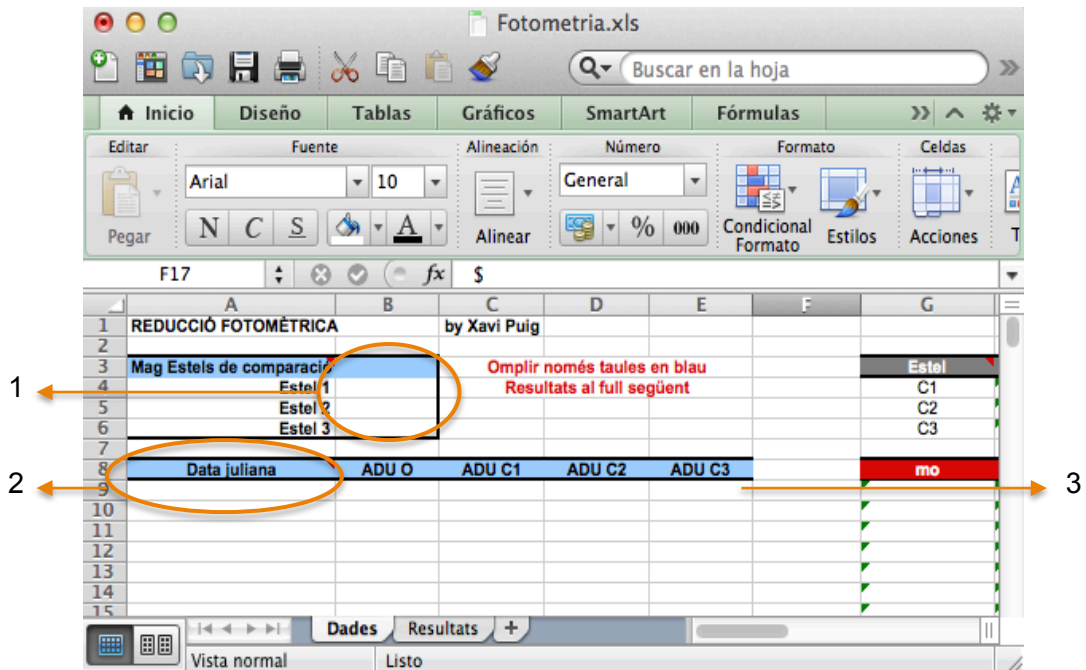 Fotometria.xls
Buscar en la hoja
Inicio Diseño Tablas Gráficos SmartArt Fórmulas
Editar Fuente Alineación Número Formato Celdas
Arial 10 General
Pegar N C S A Alinear % 000 Condicional Formato Estilos Acciones T
F17 fx $
A B C D E F G
1 REDUCCIÓ FOTOMÈTRICA by Xavi Puig
2
3 Mag Estels de comparació Omplir només taules en blau Estel
4 Estel 1 Resultats al full següent C1
5 Estel 2 C2
6 Estel 3 C3
7
8 Data juliana ADU O ADU C1 ADU C2 ADU C3 mo
9
10
11
12
13
14
15
1
2
3
Dades Resultats +
Vista normal Listo